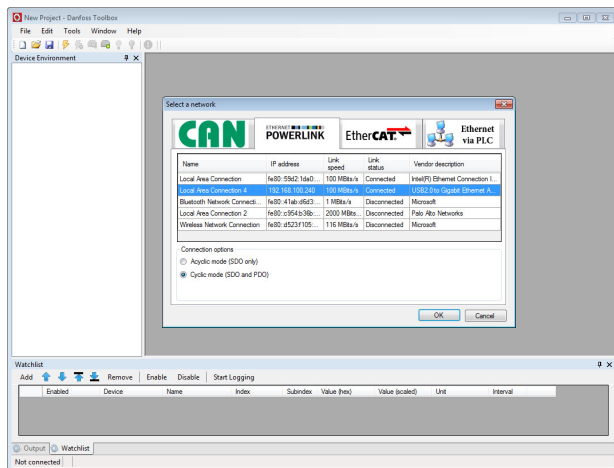 New Project - Danfoss Toolbox
File Edit Tools Window Help
Device Environment
Select a network
CAN
ETHERNET
POWERLINK
EtherCAT
Ethernet
via PLC
Name IP address Link speed Link status Vendor description
Local Area Connection fe80::59d2:1da0:... 100 MBits/s Connected Intel(R) Ethernet Connection I...
Local Area Connection 4 192.168.100.240 100 MBits/s Connected USB2.0 to Gigabit Ethernet A...
Bluetooth Network Connecti... fe80::41ab:d6d3:... 1 MBits/s Disconnected Microsoft
Local Area Connection 2 fe80::c954:b36b:... 2000 MBits... Disconnected Palo Alto Networks
Wireless Network Connection fe80::d523:f105:... 116 MBits/s Disconnected Microsoft
Connection options
Acyclic mode (SDO only)
Cyclic mode (SDO and PDO)
OK Cancel
Watchlist
Add Remove Enable Disable Start Logging
Enabled Device Name Index Subindex Value (hex) Value (scaled) Unit Interval
Output Watchlist
Not connected